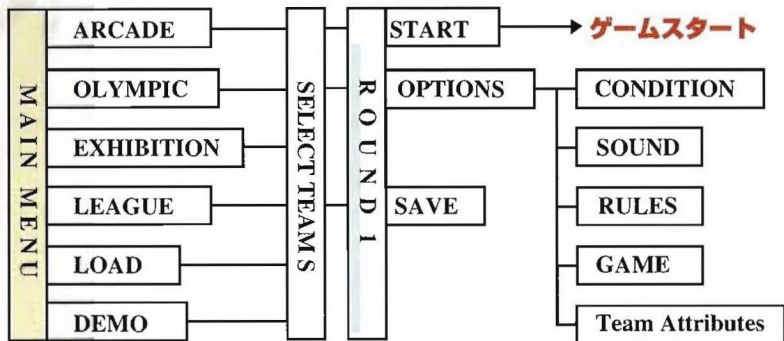 MAIN MENU
ARCADE
OLYMPIC
EXHIBITION
LEAGUE
LOAD
DEMO
SELECT TEAMS
ROUND 1
START
OPTIONS
SAVE
ゲームスタート
CONDITION
SOUND
RULES
GAME
Team Attributes